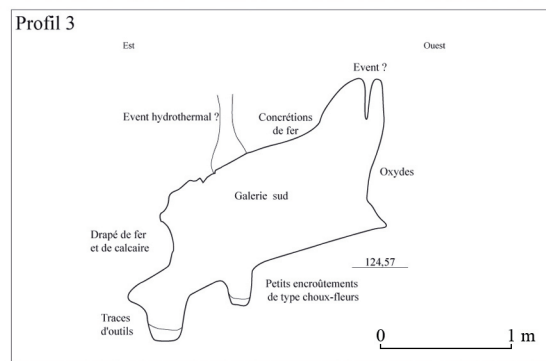 Profil 3
Est
Ouest
Event ?
Event hydrothermal ?
Concrétions
de fer
Oxydes
Galerie sud
Drapé de fer
et de calcaire
124,57
Petits encroûtements
de type choux-fleurs
Traces
d'outils
0
1 m